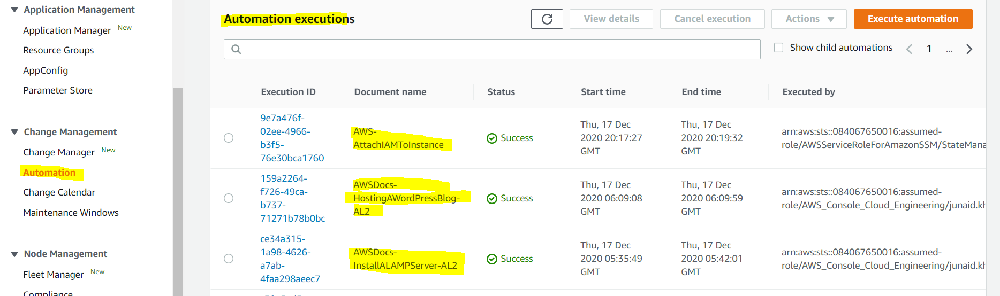 Application Management
Application Manager New
Resource Groups
AppConfig
Parameter Store
Change Management
Change Manager New
Automation
Change Calendar
Maintenance Windows
Node Management
Fleet Manager New
Compliance
Automation executions
View details
Cancel execution
Actions
Execute automation
Show child automations
1
...
Execution ID
Document name
Status
Start time
End time
Executed by
9e7a476f-
02ee-4966-
b3f5-
76e30bca1760
AWS-
AttachIAMToInstance
Success
Thu, 17 Dec
2020 20:17:27
GMT
Thu, 17 Dec
2020 20:19:32
GMT
arn:aws:sts::084067650016:assumed-
role/AWSServiceRoleForAmazonSSM/StateMana
159a2264-
f726-49ca-
b737-
71271b78b0bc
AWSDocs-
HostingAWordPressBlog-
AL2
Success
Thu, 17 Dec
2020 06:09:08
GMT
Thu, 17 Dec
2020 06:09:59
GMT
arn:aws:sts::084067650016:assumed-
role/AWS_Console_Cloud_Engineering/junaid.kh
ce34a315-
1a98-4626-
a7ab-
4faa298aeec7
AWSDocs-
InstallALAMPServer-AL2
Success
Thu, 17 Dec
2020 05:35:49
GMT
Thu, 17 Dec
2020 05:42:01
GMT
arn:aws:sts::084067650016:assumed-
role/AWS_Console_Cloud_Engineering/junaid.kh